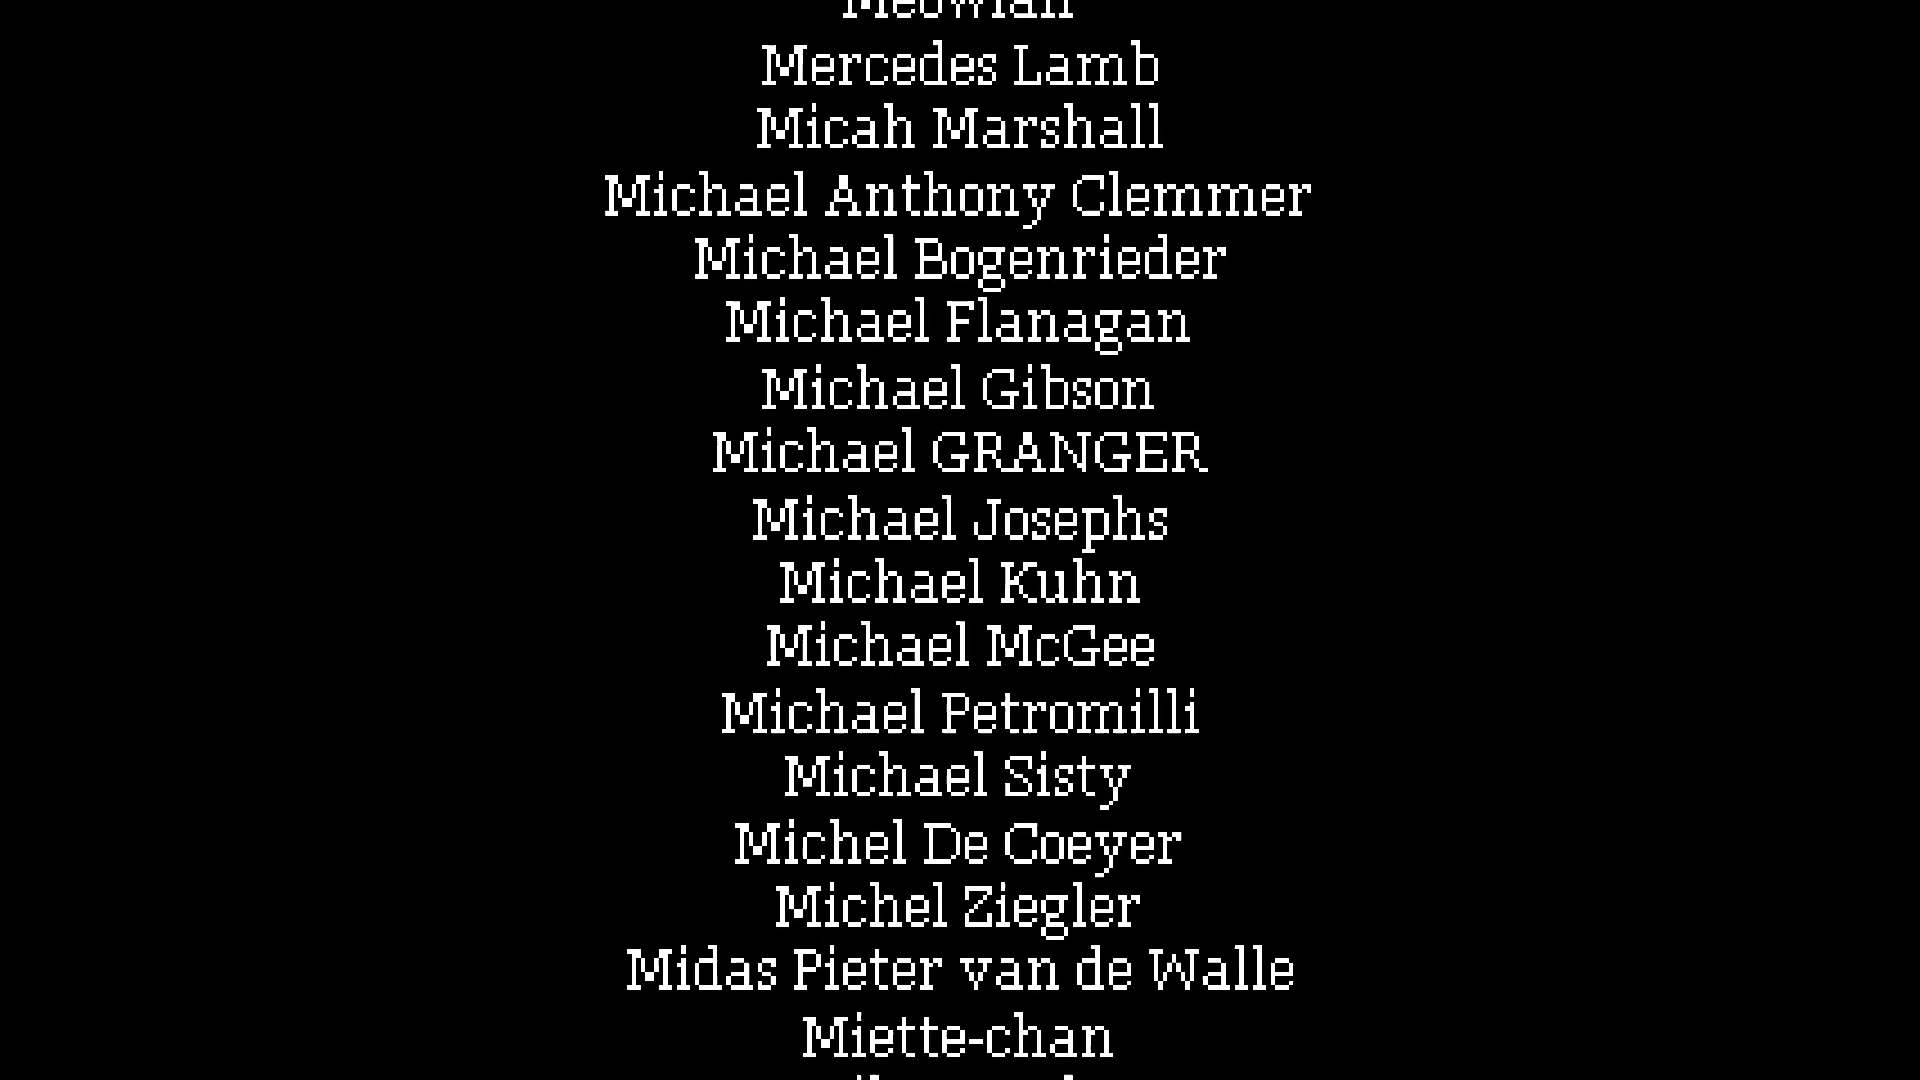 Meowlan
Mercedes Lamb
Micah Marshall
Michael Anthony Clemmer
Michael Bogenrieder
Michael Flanagan
Michael Gibson
Michael GRANGER
Michael Josephs
Michael Kuhn
Michael McGee
Michael Petromilli
Michael Sisty
Michel De Coeyer
Michel Ziegler
Midas Pieter van de Walle
Miette-chan